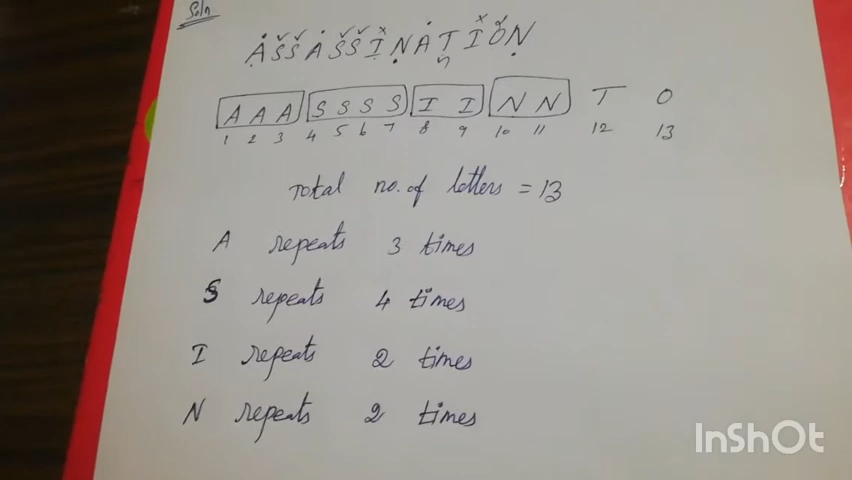 Soln
ASSASSINATION
A A A S S S S I I N N T O
1 2 3 4 5 6 7 8 9 10 11 12 13
Total no. of letters = 13
A repeats 3 times
S repeats 4 times
I repeats 2 times
N repeats 2 times
InShOt